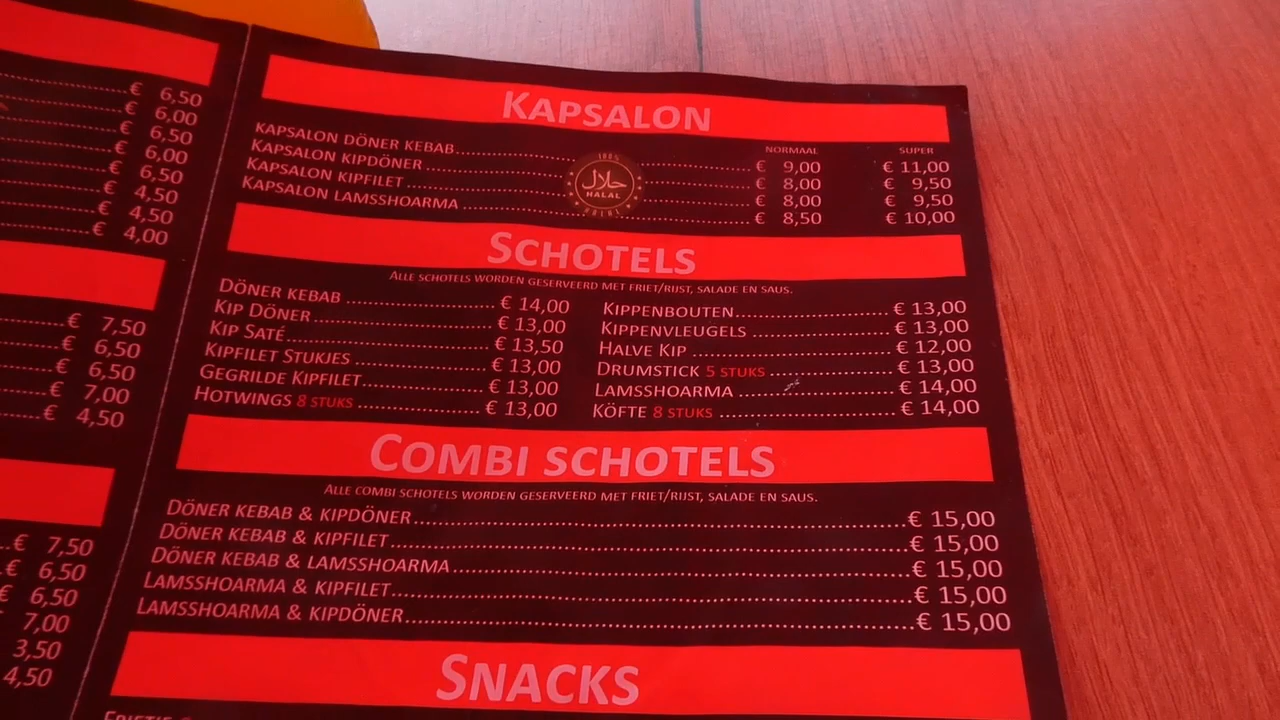 € 6,50
€ 6,00
€ 6,50
€ 6,00
€ 6,50
€ 4,50
€ 4,50
€ 4,00
€ 7,50
€ 6,50
€ 6,50
€ 7,00
€ 4,50
€ 7,50
€ 6,50
€ 6,50
7,00
3,50
4,50
KAPSALON
NORMAAL SUPER
KAPSALON DÖNER KEBAB € 9,00 € 11,00
KAPSALON KIPDÖNER € 8,00 € 9,50
KAPSALON KIPFILET € 8,00 € 9,50
KAPSALON LAMSSHOARMA € 8,50 € 10,00
100%
حلال
HALAL
SCHOTELS
ALLE SCHOTELS WORDEN GESERVEERD MET FRIET/RIJST, SALADE EN SAUS.
DÖNER KEBAB € 14,00
KIP DÖNER € 13,00
KIP SATÉ € 13,50
KIPFILET STUKJES € 13,00
GEGRILDE KIPFILET € 13,00
HOTWINGS 8 STUKS € 13,00
KIPPENBOUTEN € 13,00
KIPPENVLEUGELS € 13,00
HALVE KIP € 12,00
DRUMSTICK 5 STUKS € 13,00
LAMSSHOARMA € 14,00
KÖFTE 8 STUKS € 14,00
COMBI SCHOTELS
ALLE COMBI SCHOTELS WORDEN GESERVEERD MET FRIET/RIJST, SALADE EN SAUS.
DÖNER KEBAB & KIPDÖNER € 15,00
DÖNER KEBAB & KIPFILET € 15,00
DÖNER KEBAB & LAMSSHOARMA € 15,00
LAMSSHOARMA & KIPFILET € 15,00
LAMSSHOARMA & KIPDÖNER € 15,00
SNACKS